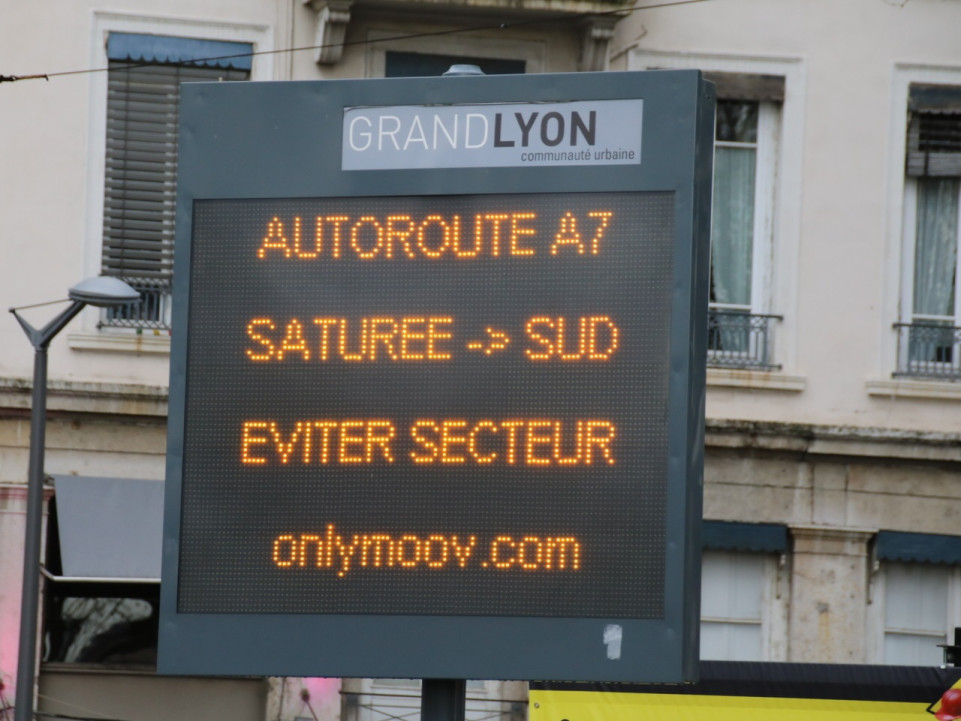 GRANDLYON
communauté urbaine
AUTOROUTE A7
SATUREE -> SUD
EVITER SECTEUR
onlymoov.com